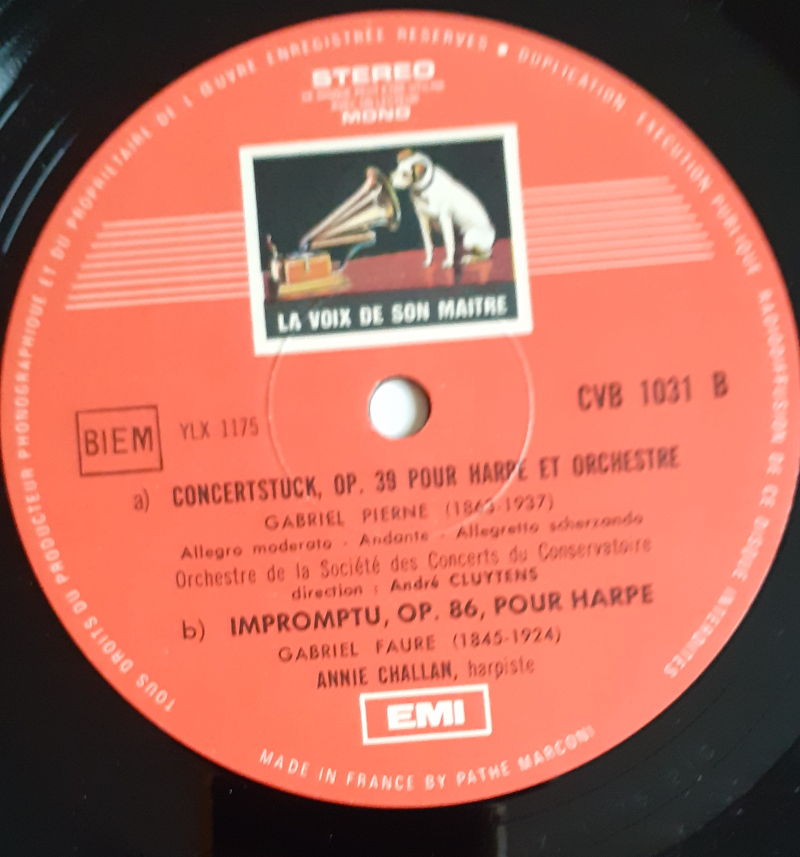 TOUS DROITS DU PRODUCTEUR PHONOGRAPHIQUE ET DU PROPRIETAIRE DE L'ŒUVRE ENREGISTRÉE RESERVES ● DUPLICATION EXECUTION PUBLIQUE RADIODIFFUSION DE CE DISQUE INTERDITES
STEREO
MONO
LA VOIX DE SON MAITRE
CVB 1031 B
BIEM YLX 1175
a) CONCERTSTUCK, OP. 39 POUR HARPE ET ORCHESTRE
GABRIEL PIERNE (1863-1937)
Allegro moderato - Andante - Allegretto scherzando
Orchestre de la Société des Concerts du Conservatoire
direction : André CLUYTENS
b) IMPROMPTU, OP. 86, POUR HARPE
GABRIEL FAURE (1845-1924)
ANNIE CHALLAN, harpiste
EMI
MADE IN FRANCE BY PATHE MARCONI